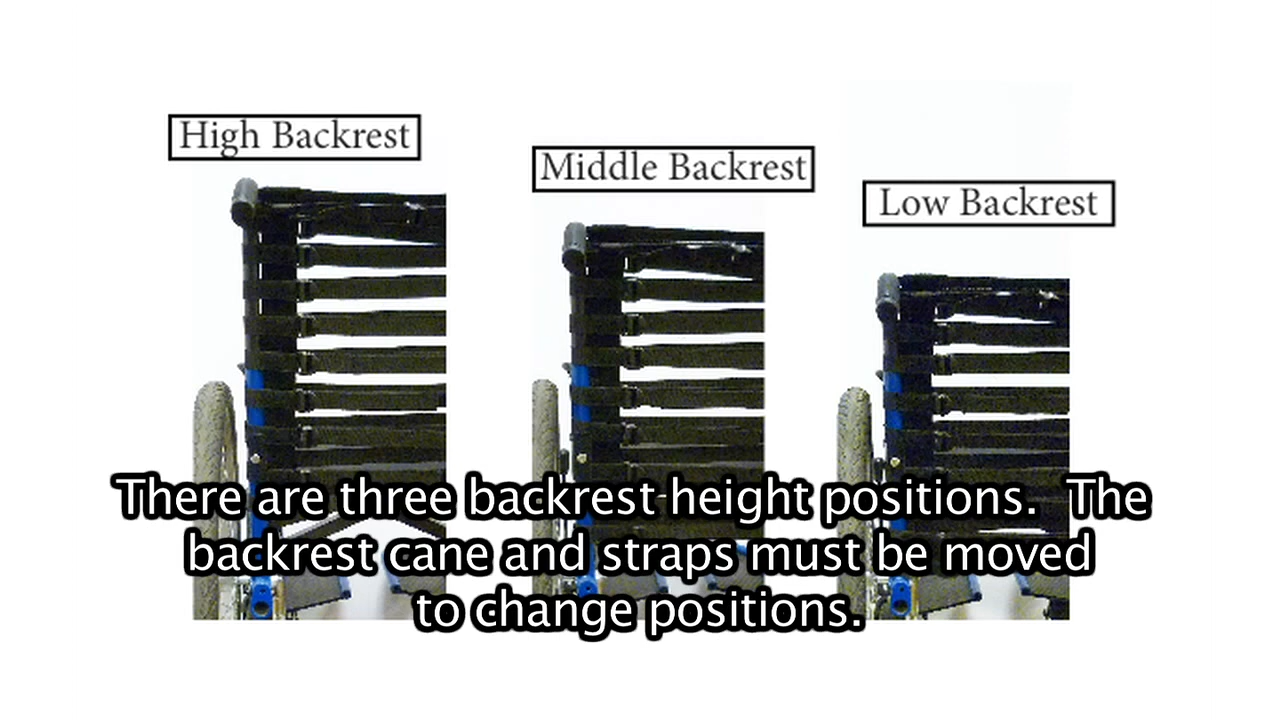 High Backrest
Middle Backrest
Low Backrest
There are three backrest height positions.  The
backrest cane and straps must be moved
to change positions.